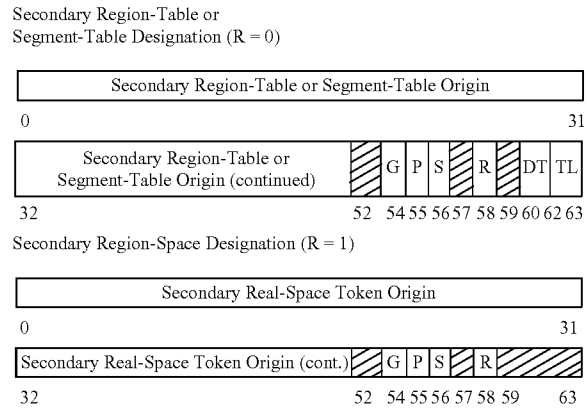 Secondary Region-Table or
Segment-Table Designation (R = 0)
Secondary Region-Table or Segment-Table Origin
0 31
Secondary Region-Table or
Segment-Table Origin (continued)
G P S R DT TL
32 52 54 55 56 57 58 59 60 62 63
Secondary Region-Space Designation (R = 1)
Secondary Real-Space Token Origin
0 31
Secondary Real-Space Token Origin (cont.) G P S R
32 52 54 55 56 57 58 59 63